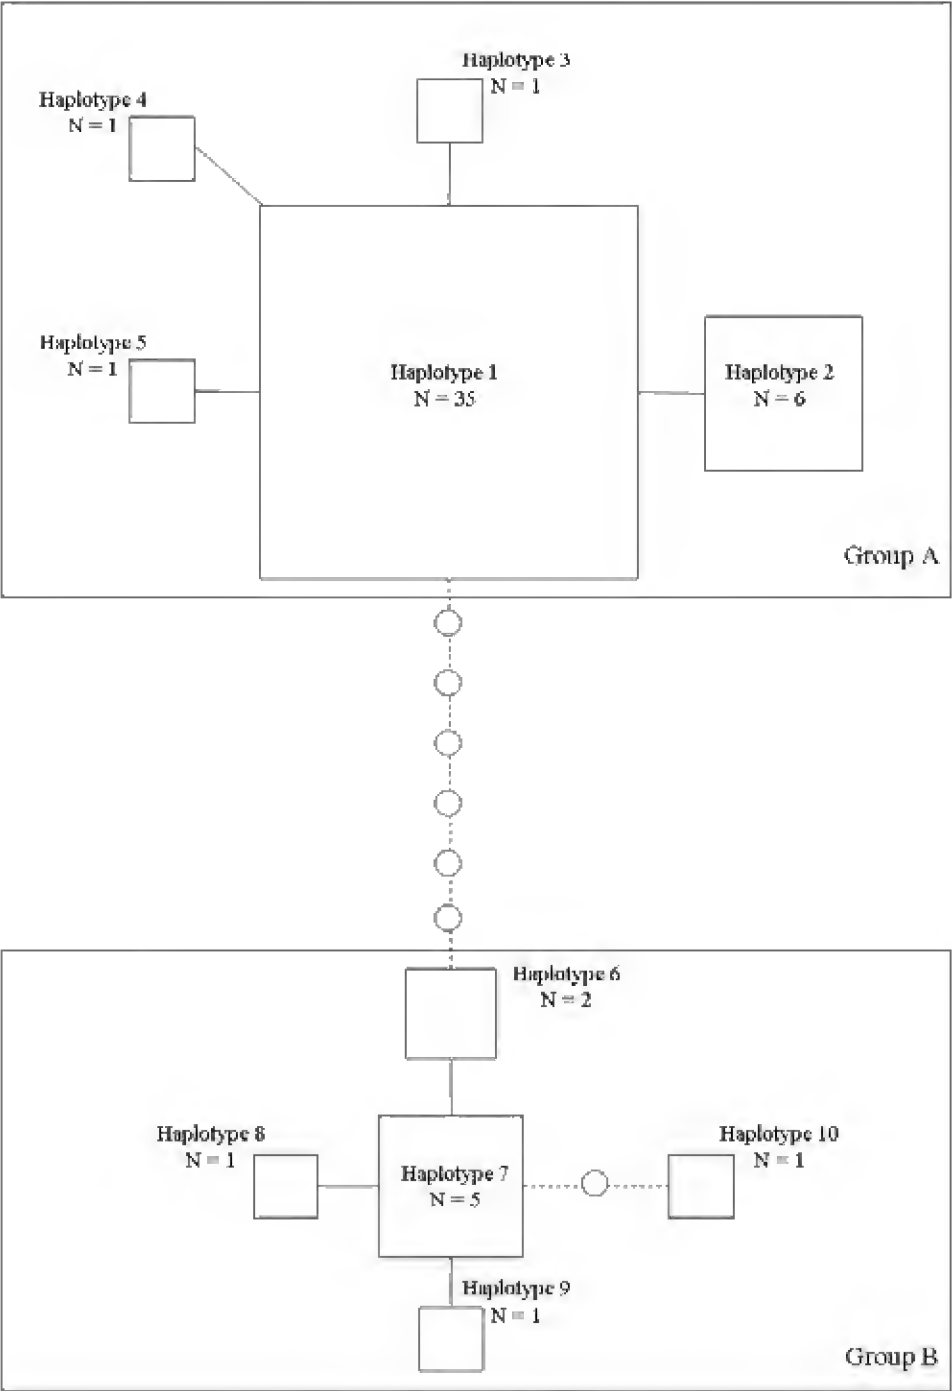 Haplotype 3
N = 1
Haplotype 4
N = 1
Haplotype 5
N = 1
Haplotype 1
N = 35
Haplotype 2
N = 6
Group A
Haplotype 6
N = 2
Haplotype 8
N = 1
Haplotype 7
N = 5
Haplotype 10
N = 1
Haplotype 9
N = 1
Group B